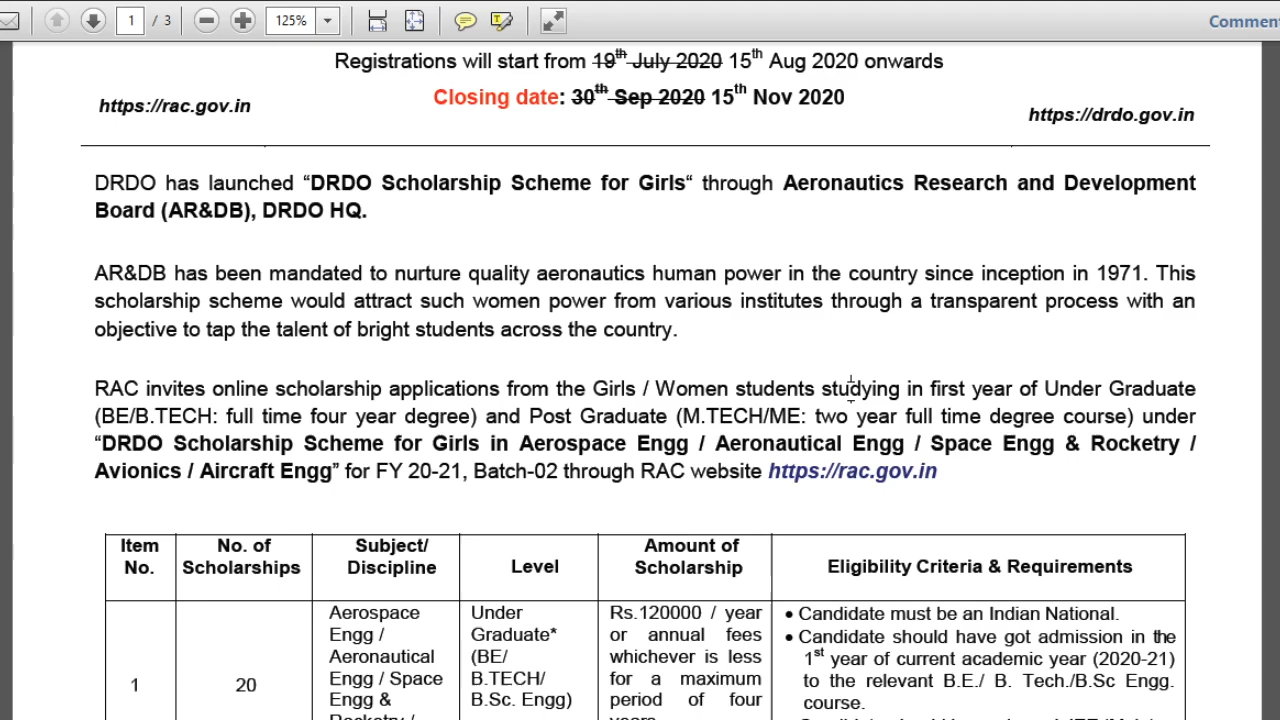 1 / 3 125% Commen
Registrations will start from 19th July 2020 15th Aug 2020 onwards
https://rac.gov.in Closing date: 30th Sep 2020 15th Nov 2020 https://drdo.gov.in
DRDO has launched “DRDO Scholarship Scheme for Girls“ through Aeronautics Research and Development
Board (AR&DB), DRDO HQ.
AR&DB has been mandated to nurture quality aeronautics human power in the country since inception in 1971. This
scholarship scheme would attract such women power from various institutes through a transparent process with an
objective to tap the talent of bright students across the country.
RAC invites online scholarship applications from the Girls / Women students studying in first year of Under Graduate
(BE/B.TECH: full time four year degree) and Post Graduate (M.TECH/ME: two year full time degree course) under
“DRDO Scholarship Scheme for Girls in Aerospace Engg / Aeronautical Engg / Space Engg & Rocketry /
Avionics / Aircraft Engg” for FY 20-21, Batch-02 through RAC website https://rac.gov.in
Item
No.
No. of
Scholarships
Subject/
Discipline
Level
Amount of
Scholarship
Eligibility Criteria & Requirements
1
20
Aerospace
Engg /
Aeronautical
Engg / Space
Engg &
Rocketry /
Under
Graduate*
(BE/
B.TECH/
B.Sc. Engg)
Rs.120000 / year
or annual fees
whichever is less
for a maximum
period of four
years.
• Candidate must be an Indian National.
• Candidate should have got admission in the
1st year of current academic year (2020-21)
to the relevant B.E./ B. Tech./B.Sc Engg.
course.